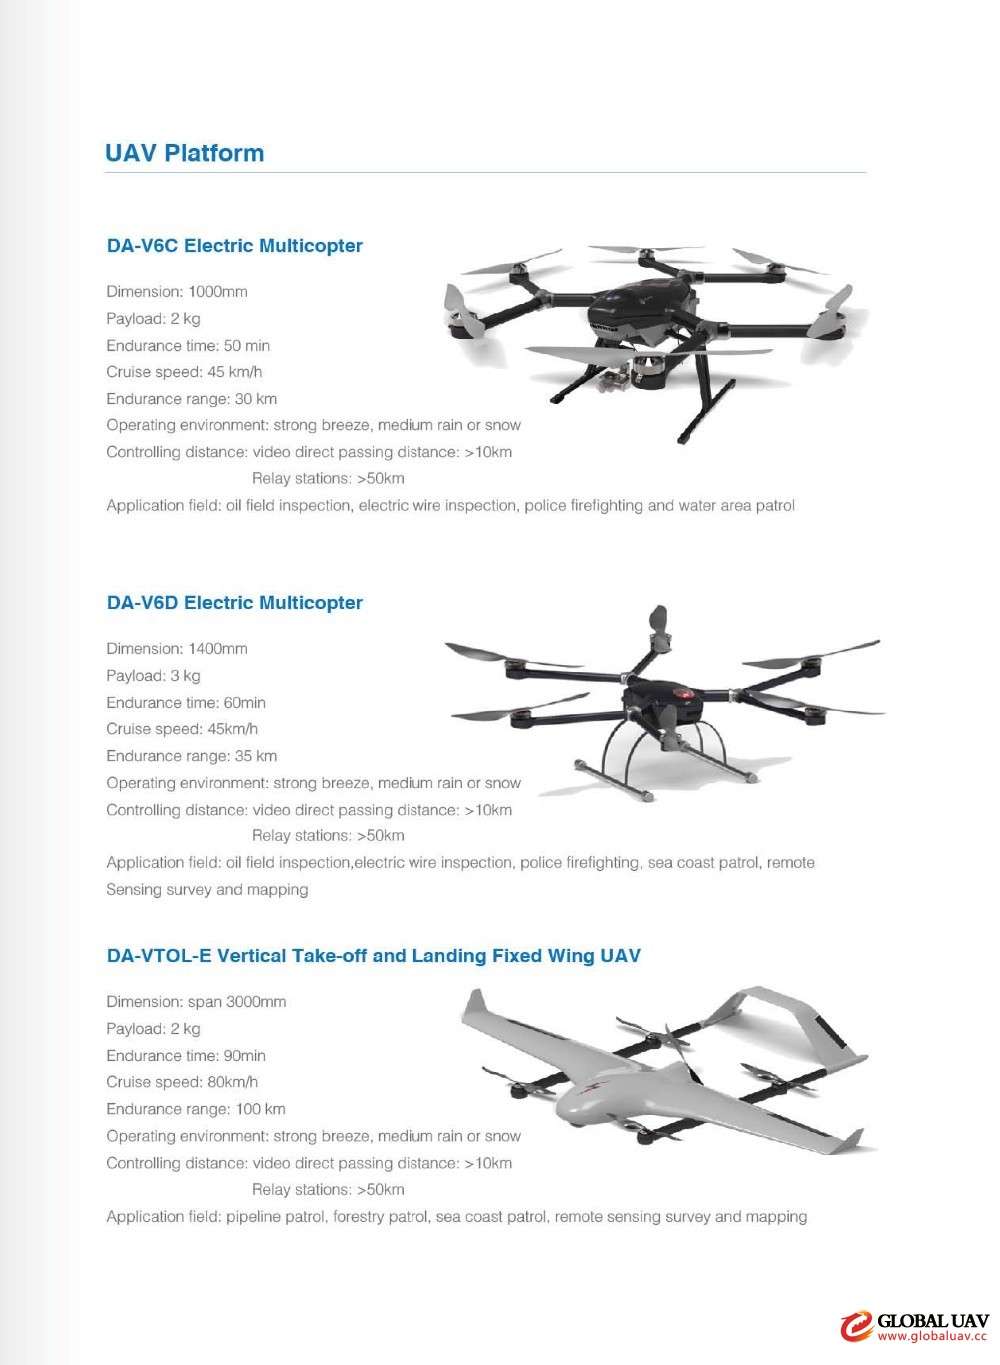 UAV Platform
DA-V6C Electric Multicopter
Dimension: 1000mm
Payload: 2 kg
Endurance time: 50 min
Cruise speed: 45 km/h
Endurance range: 30 km
Operating environment: strong breeze, medium rain or snow
Controlling distance: video direct passing distance: >10km
Relay stations: >50km
Application field: oil field inspection, electric wire inspection, police firefighting and water area patrol
DA-V6D Electric Multicopter
Dimension: 1400mm
Payload: 3 kg
Endurance time: 60min
Cruise speed: 45km/h
Endurance range: 35 km
Operating environment: strong breeze, medium rain or snow
Controlling distance: video direct passing distance: >10km
Relay stations: >50km
Application field: oil field inspection,electric wire inspection, police firefighting, sea coast patrol, remote
Sensing survey and mapping
DA-VTOL-E Vertical Take-off and Landing Fixed Wing UAV
Dimension: span 3000mm
Payload: 2 kg
Endurance time: 90min
Cruise speed: 80km/h
Endurance range: 100 km
Operating environment: strong breeze, medium rain or snow
Controlling distance: video direct passing distance: >10km
Relay stations: >50km
Application field: pipeline patrol, forestry patrol, sea coast patrol, remote sensing survey and mapping
GLOBAL UAV
www.globaluav.cc